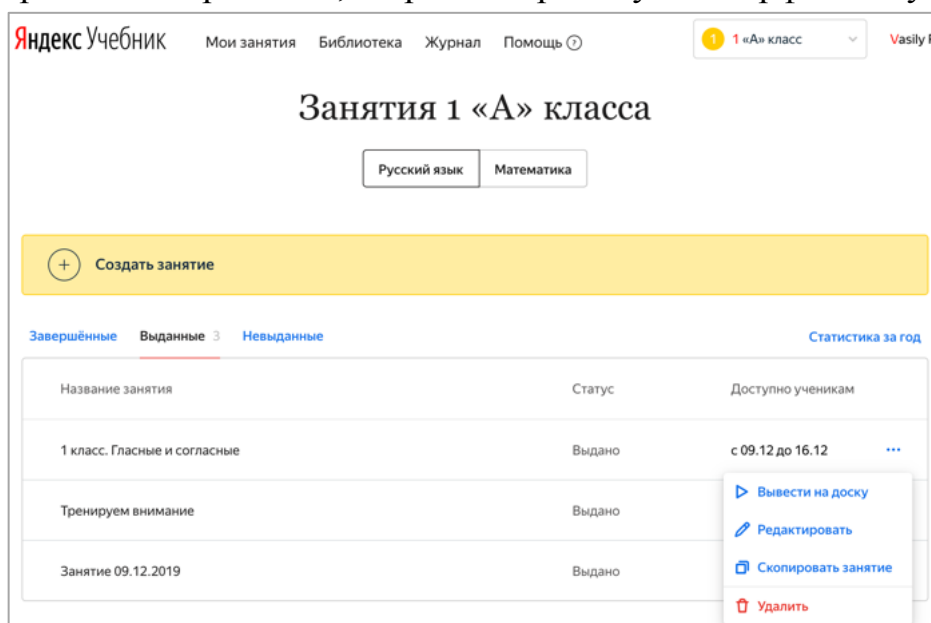 Яндекс Учебник Мои занятия Библиотека Журнал Помощь ? 1 1 «А» класс Vasily
Занятия 1 «А» класса
Русский язык Математика
+ Создать занятие
Завершённые Выданные 3 Невыданные Статистика за год
Название занятия Статус Доступно ученикам
1 класс. Гласные и согласные Выдано с 09.12 до 16.12 ...
Вывести на доску
Тренируем внимание Выдано
Редактировать
Скопировать занятие
Занятие 09.12.2019 Выдано
Удалить